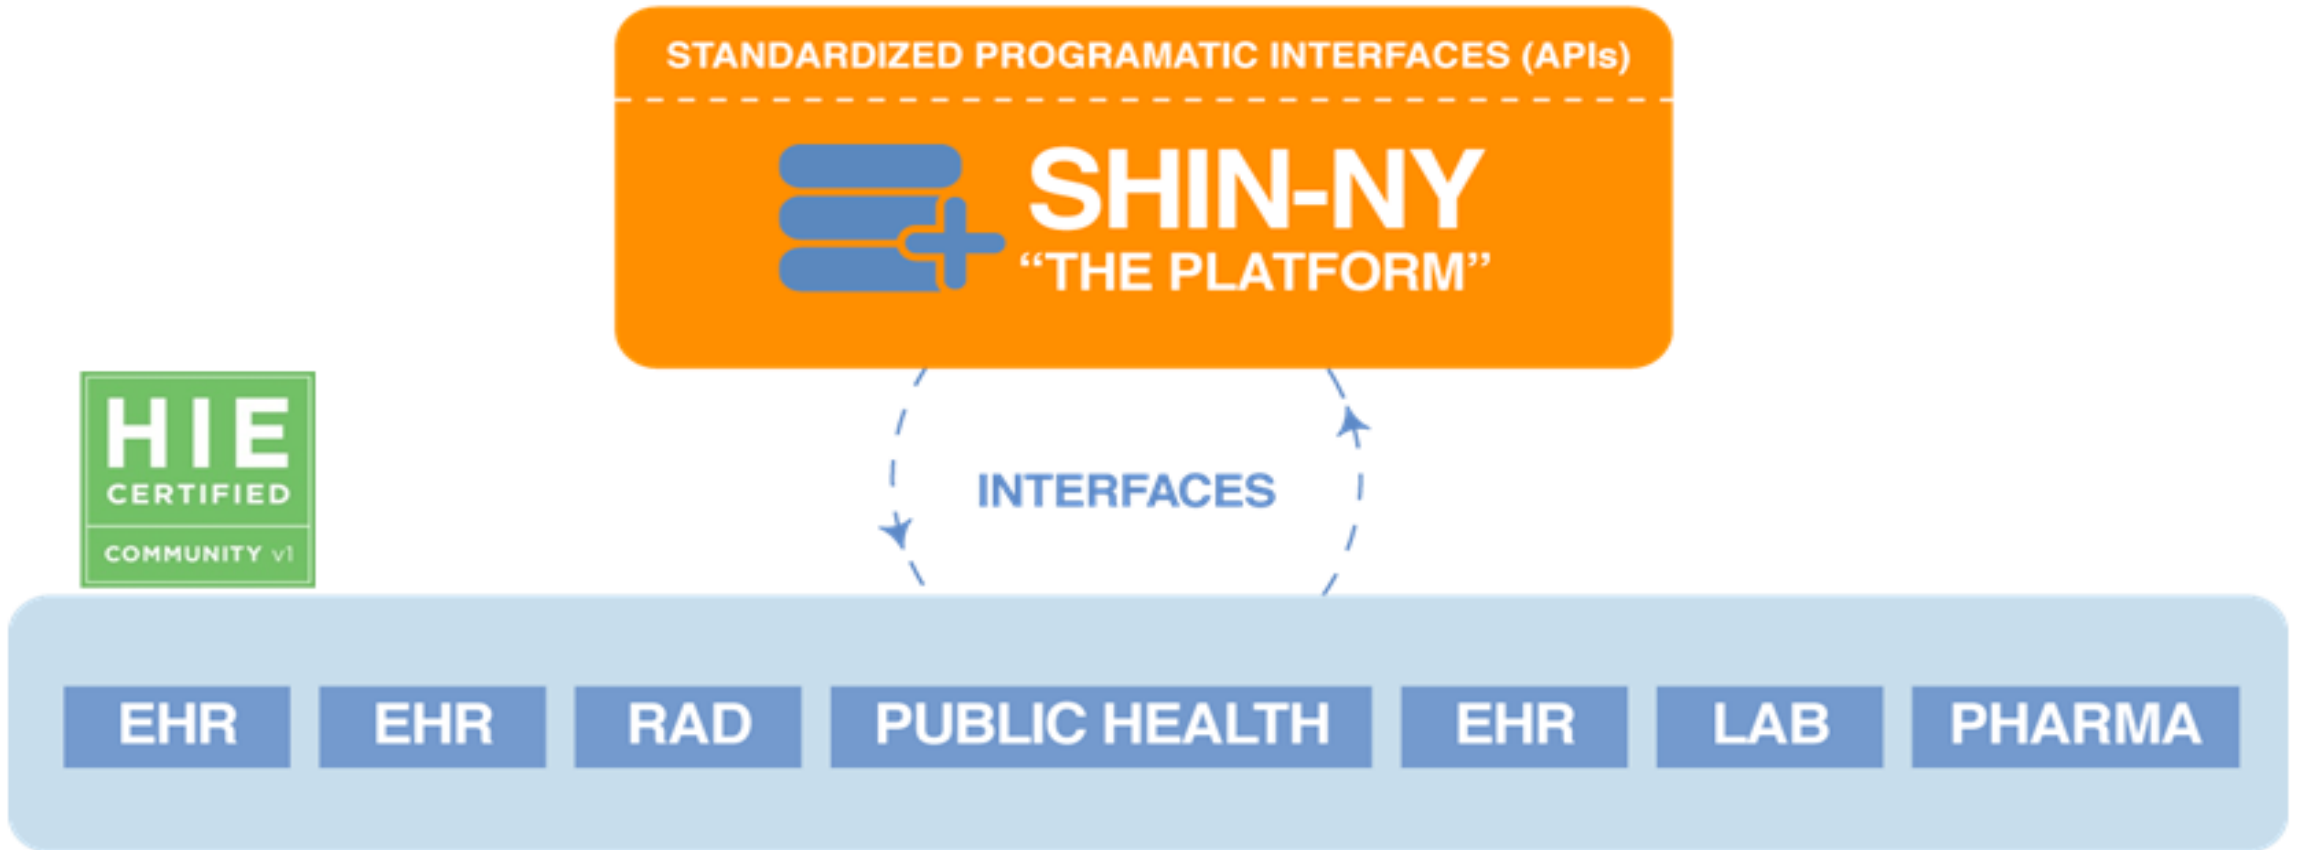 STANDARDIZED PROGRAMATIC INTERFACES (APIs)
SHIN-NY
“THE PLATFORM”
HIE
CERTIFIED
COMMUNITY v1
INTERFACES
EHR
EHR
RAD
PUBLIC HEALTH
EHR
LAB
PHARMA